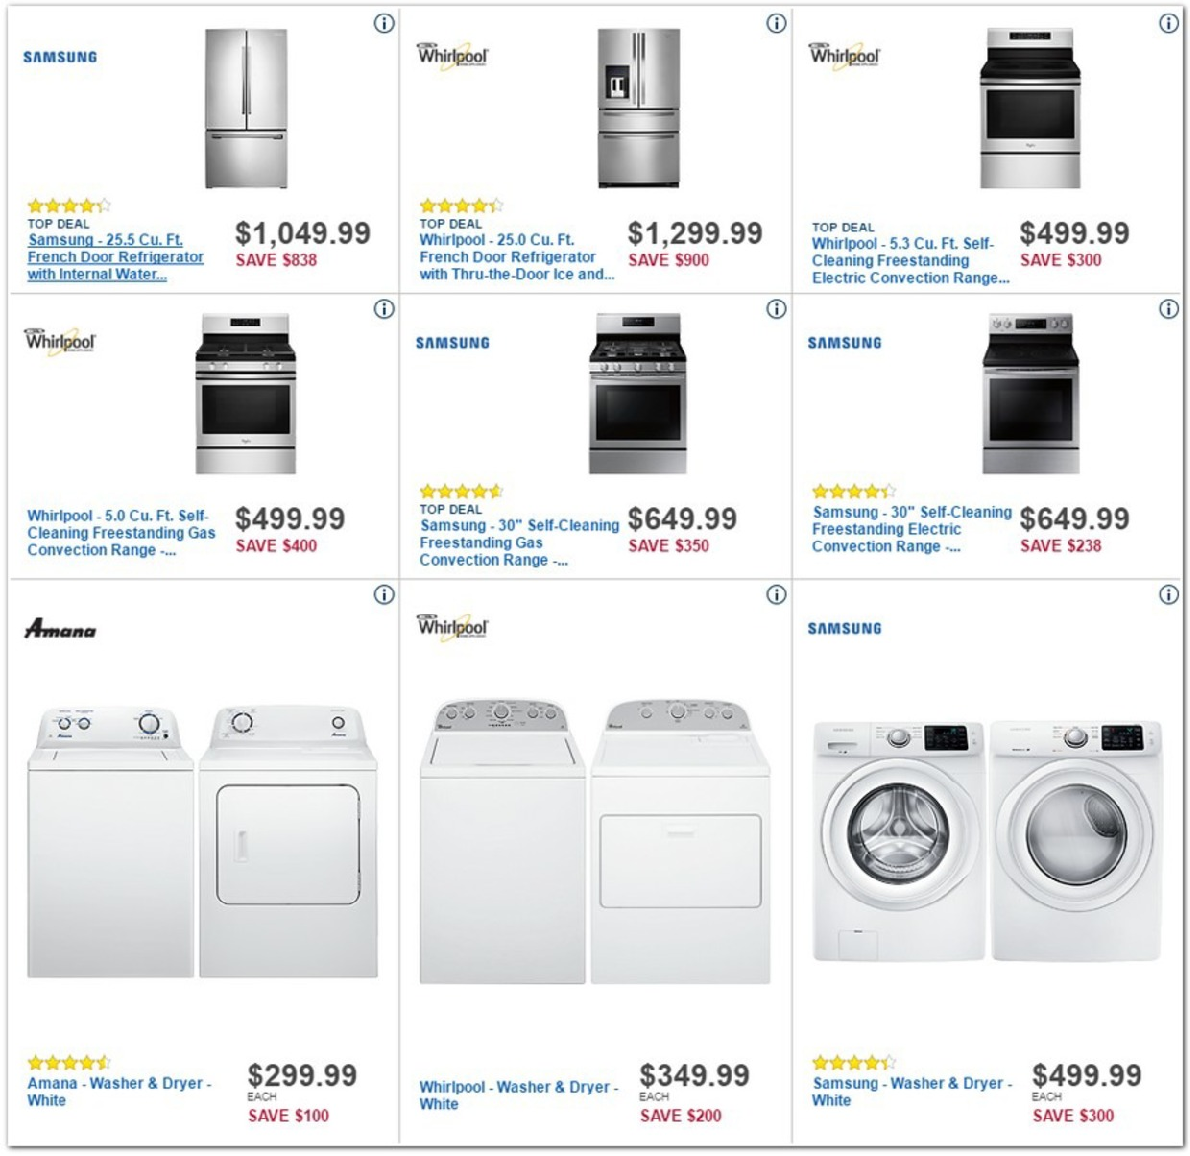 SAMSUNG
TOP DEAL
Samsung - 25.5 Cu. Ft.
French Door Refrigerator
with Internal Water...
$1,049.99
SAVE $838
Whirlpool
TOP DEAL
Whirlpool - 25.0 Cu. Ft.
French Door Refrigerator
with Thru-the-Door Ice and...
$1,299.99
SAVE $900
Whirlpool
TOP DEAL
Whirlpool - 5.3 Cu. Ft. Self-
Cleaning Freestanding
Electric Convection Range...
$499.99
SAVE $300
Whirlpool
Whirlpool - 5.0 Cu. Ft. Self-
Cleaning Freestanding Gas
Convection Range -...
$499.99
SAVE $400
SAMSUNG
TOP DEAL
Samsung - 30" Self-Cleaning
Freestanding Gas
Convection Range -...
$649.99
SAVE $350
SAMSUNG
Samsung - 30" Self-Cleaning
Freestanding Electric
Convection Range -...
$649.99
SAVE $238
Amana
Amana - Washer & Dryer -
White
$299.99
EACH
SAVE $100
Whirlpool
Whirlpool - Washer & Dryer -
White
$349.99
EACH
SAVE $200
SAMSUNG
Samsung - Washer & Dryer -
White
$499.99
EACH
SAVE $300